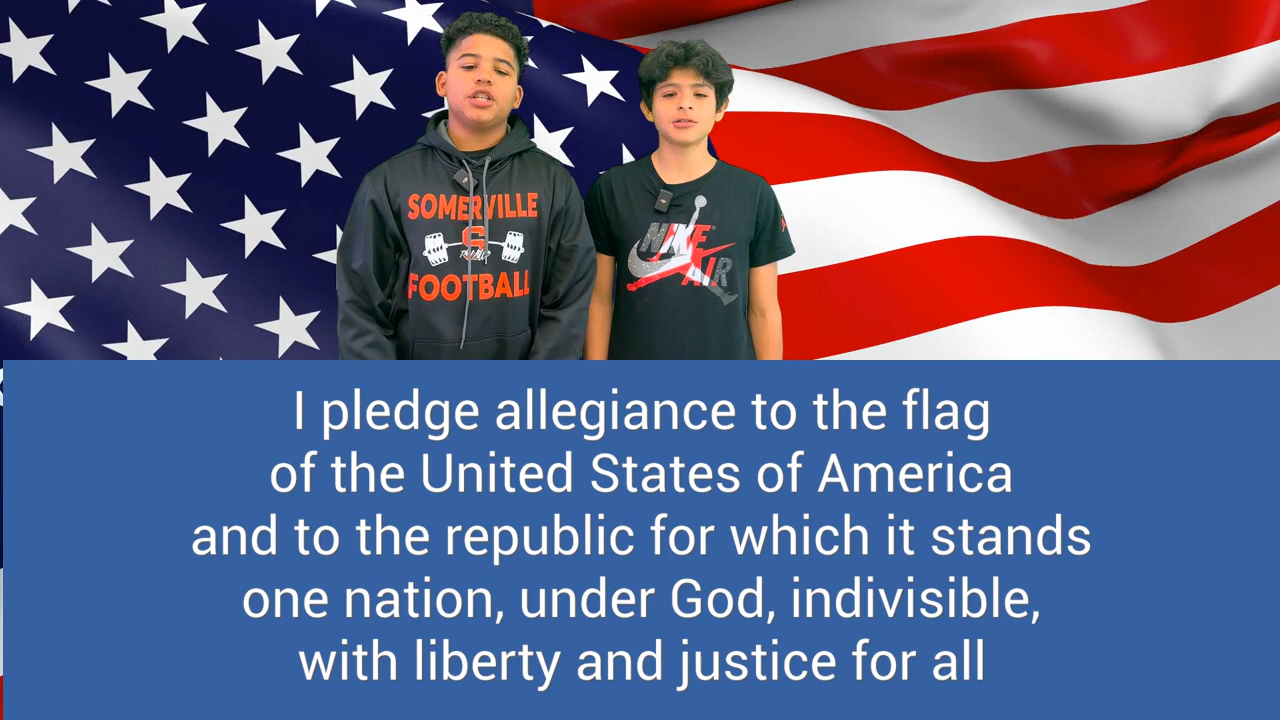 SOMERVILLE
FOOTBALL
NIKE
AIR
I pledge allegiance to the flag
of the United States of America
and to the republic for which it stands
one nation, under God, indivisible,
with liberty and justice for all